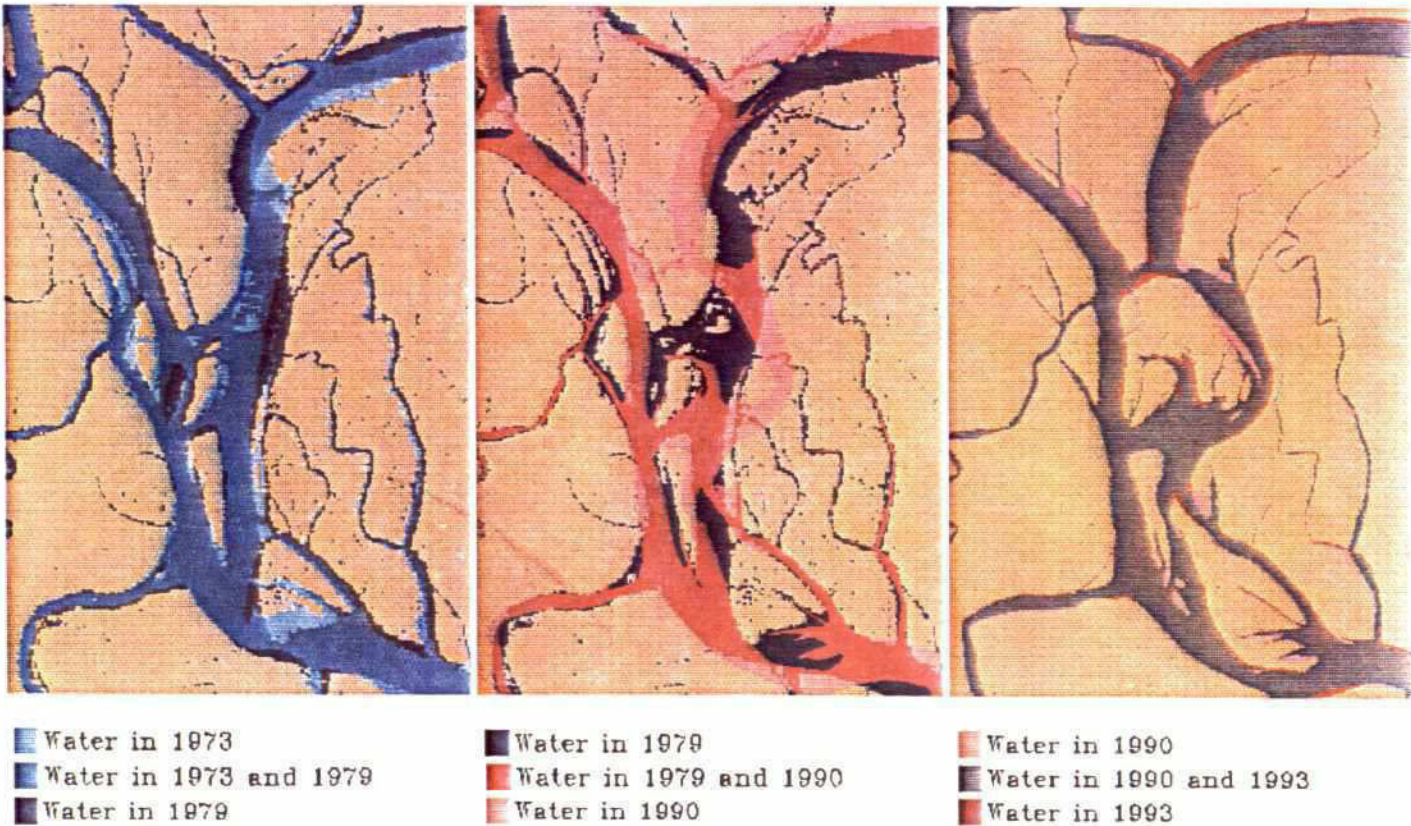 Water in 1973
Water in 1973 and 1979
Water in 1979
Water in 1979
Water in 1979 and 1990
Water in 1990
Water in 1990
Water in 1990 and 1993
Water in 1993